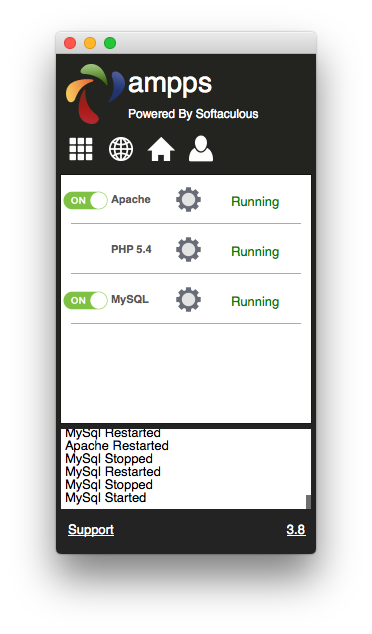 ampps
Powered By Softaculous
ON Apache Running
PHP 5.4 Running
ON MySQL Running
MySql Restarted
Apache Restarted
MySql Stopped
MySql Restarted
MySql Stopped
MySql Started
Support 3.8